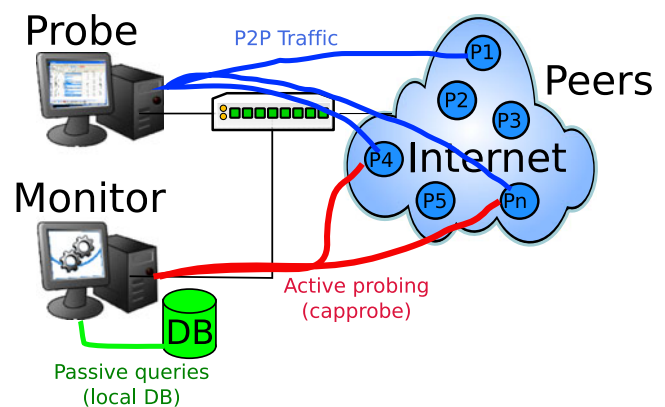 Probe
P2P Traffic
P1
Peers
P2
P3
P4
Internet
Monitor
P5
Pn
Active probing
(capprobe)
DB
Passive queries
(local DB)